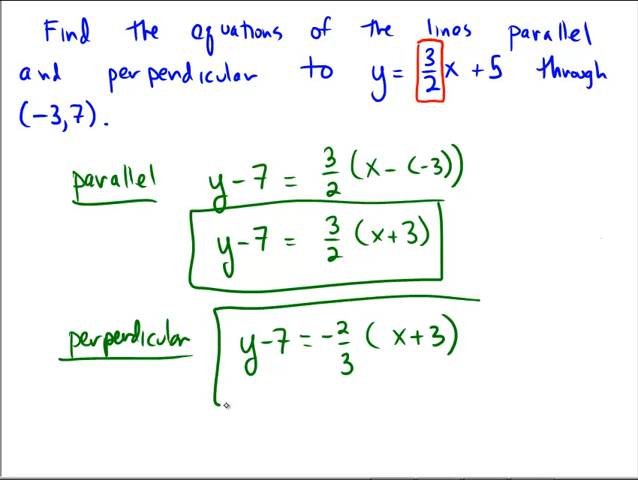 Find the equations of the lines parallel
and perpendicular to y = 3/2 x + 5 through
(-3,7).
parallel y-7 = 3/2 (x - (-3))
y-7 = 3/2 (x+3)
perpendicular y-7 = -2/3 (x+3)